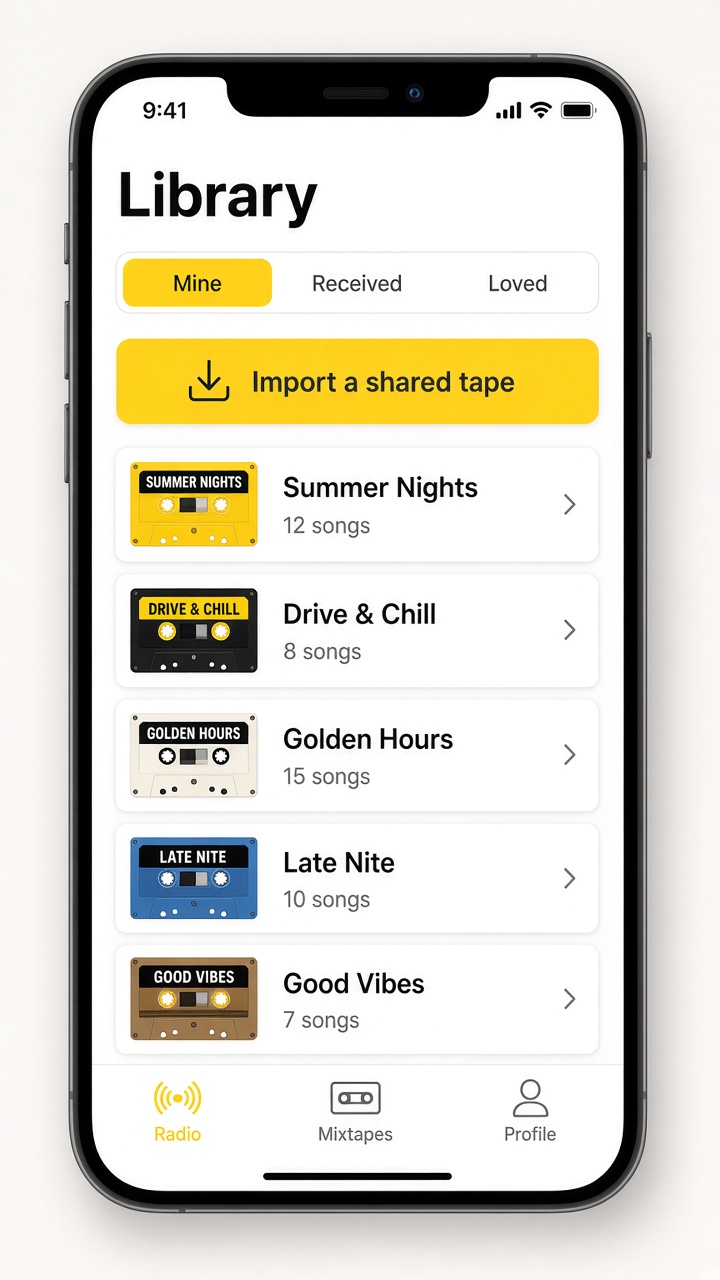 9:41
Library
Mine Received Loved
Import a shared tape
SUMMER NIGHTS
Summer Nights
12 songs
DRIVE & CHILL
Drive & Chill
8 songs
GOLDEN HOURS
Golden Hours
15 songs
LATE NITE
Late Nite
10 songs
GOOD VIBES
Good Vibes
7 songs
Radio Mixtapes Profile